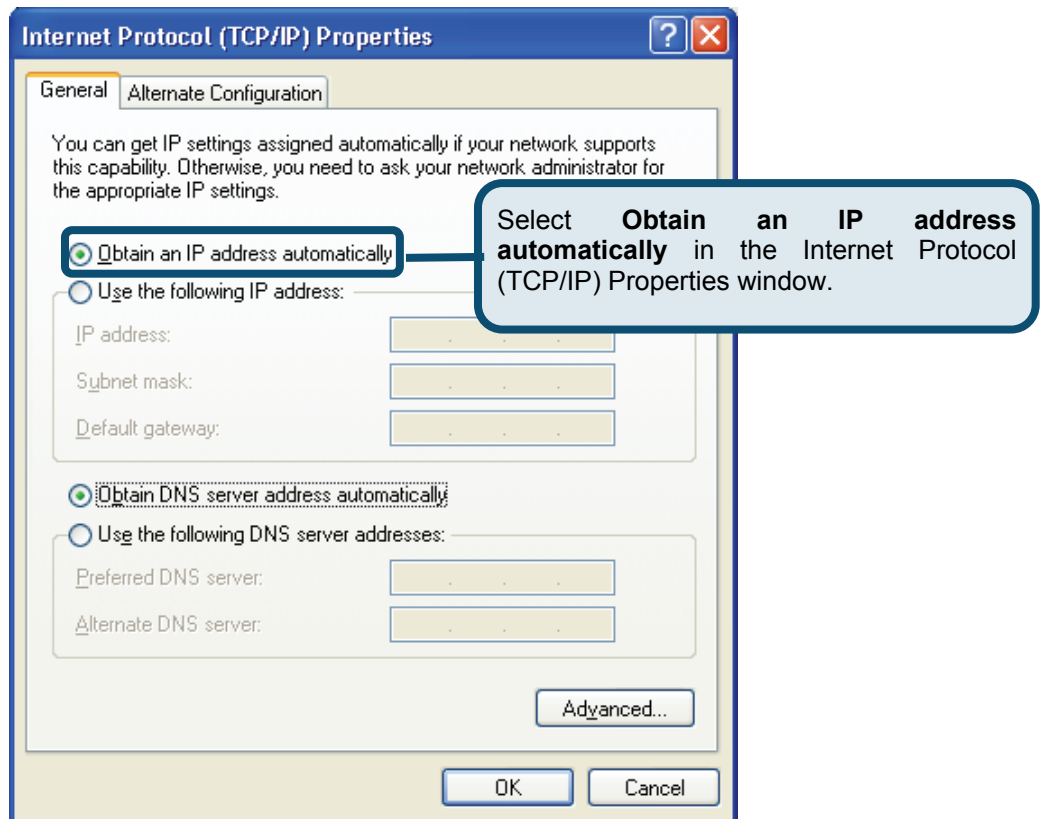 Internet Protocol (TCP/IP) Properties
General
Alternate Configuration
You can get IP settings assigned automatically if your network supports
this capability. Otherwise, you need to ask your network administrator for
the appropriate IP settings.
Select Obtain an IP address
automatically in the Internet Protocol
(TCP/IP) Properties window.
Obtain an IP address automatically
Use the following IP address:
IP address:
Subnet mask:
Default gateway:
Obtain DNS server address automatically
Use the following DNS server addresses:
Preferred DNS server:
Alternate DNS server:
Advanced...
OK
Cancel